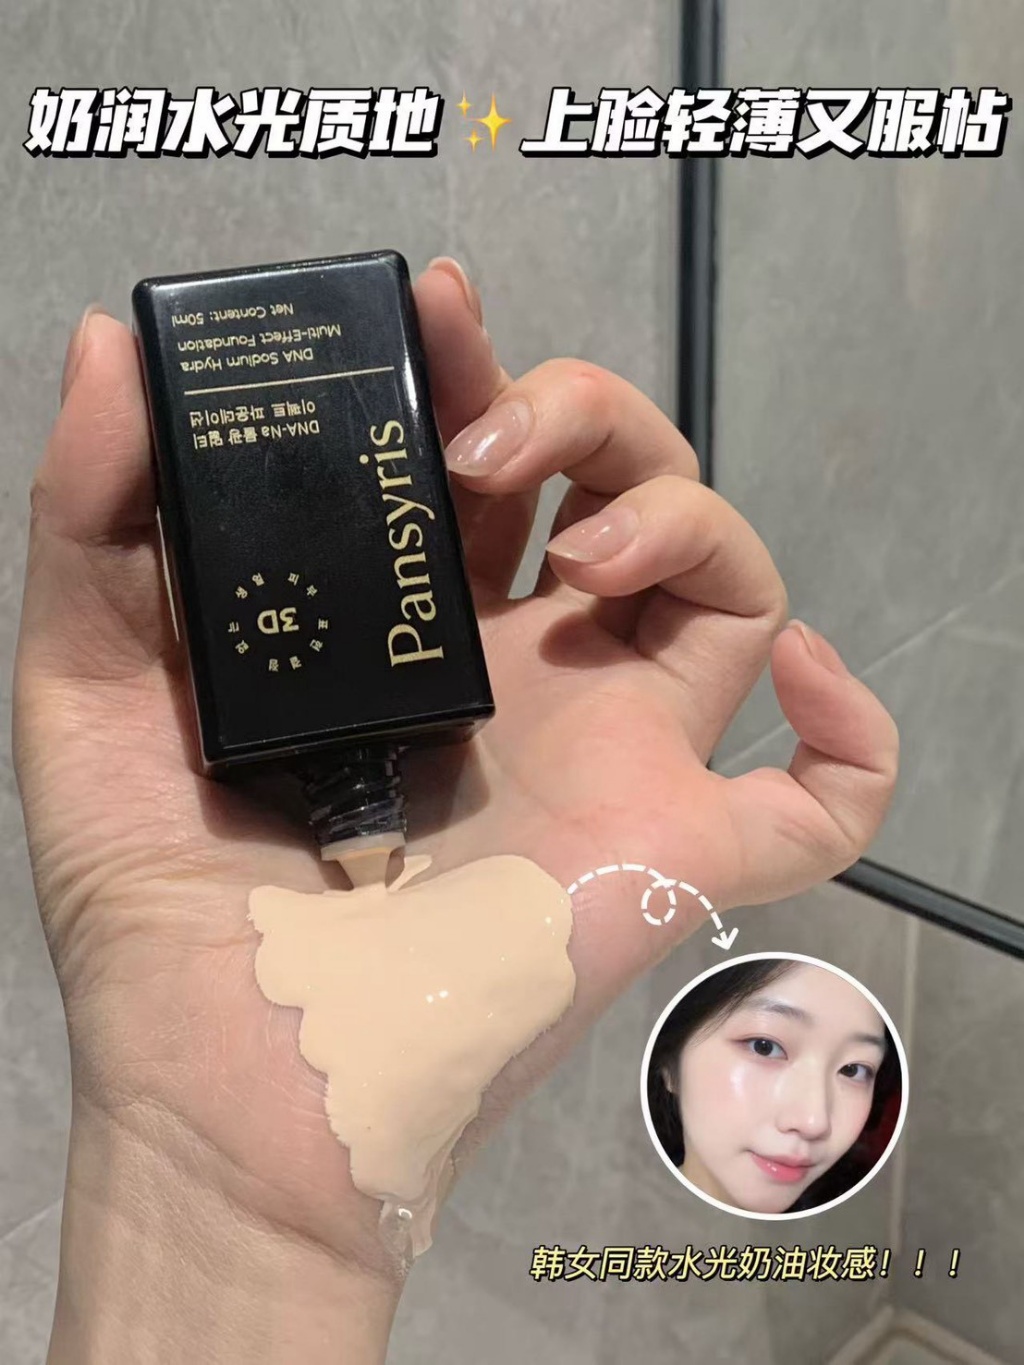 奶润水光质地✨上脸轻薄又服帖
Pansyris
DNA-Na 물광 멀티
이펙트 파운데이션
DNA Sodium Hydra
Multi-Effect Foundation
Net Content: 50ml
3D
韩女同款水光奶油妆感！！！